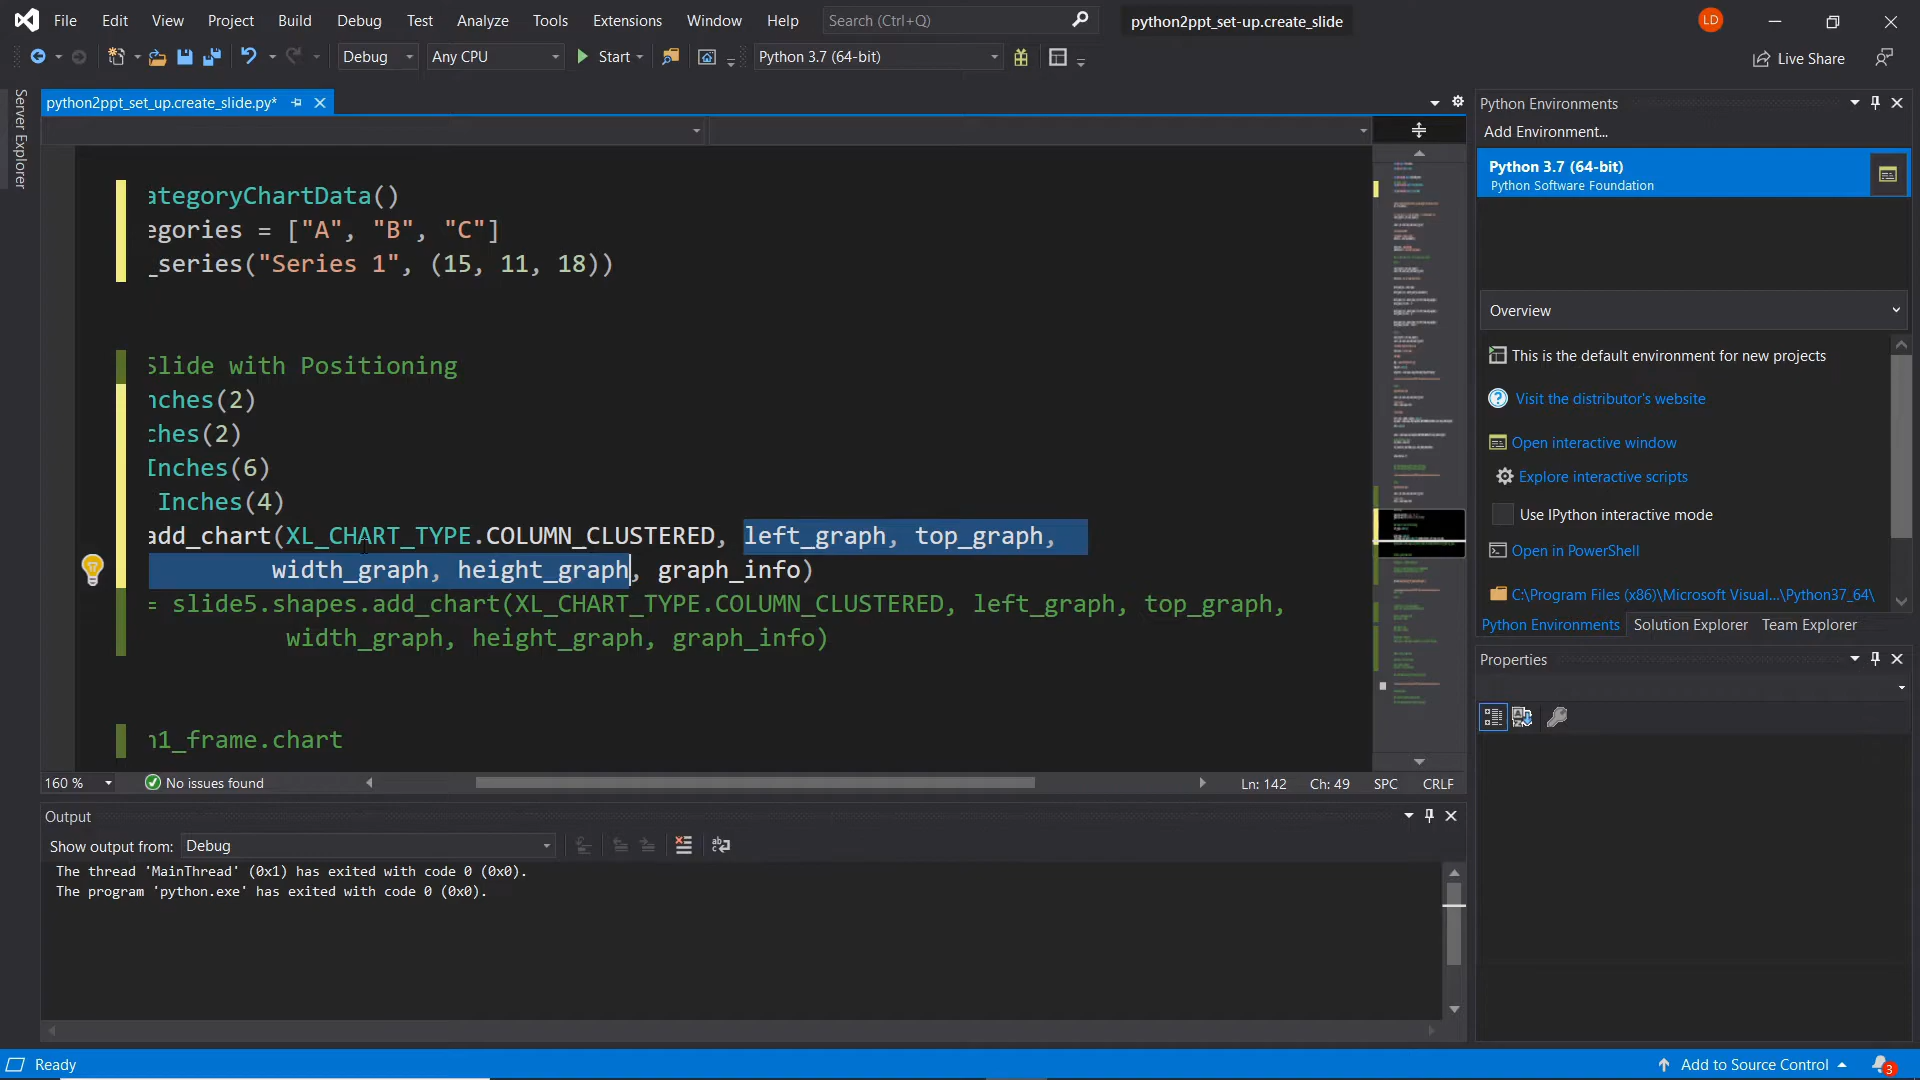 File Edit View Project Build Debug Test Analyze Tools Extensions Window Help Search (Ctrl+Q) python2ppt_set-up.create_slide LD
Debug Any CPU Start Python 3.7 (64-bit) Live Share
Server Explorer
python2ppt_set_up.create_slide.py*
ategoryChartData()
egories = ["A", "B", "C"]
_series("Series 1", (15, 11, 18))
Slide with Positioning
nches(2)
ches(2)
Inches(6)
Inches(4)
add_chart(XL_CHART_TYPE.COLUMN_CLUSTERED, left_graph, top_graph,
width_graph, height_graph, graph_info)
= slide5.shapes.add_chart(XL_CHART_TYPE.COLUMN_CLUSTERED, left_graph, top_graph,
width_graph, height_graph, graph_info)
n1_frame.chart
160 % No issues found Ln: 142 Ch: 49 SPC CRLF
Output
Show output from: Debug
The thread 'MainThread' (0x1) has exited with code 0 (0x0).
The program 'python.exe' has exited with code 0 (0x0).
Python Environments
Add Environment...
Python 3.7 (64-bit)
Python Software Foundation
Overview
This is the default environment for new projects
Visit the distributor's website
Open interactive window
Explore interactive scripts
Use IPython interactive mode
Open in PowerShell
C:\Program Files (x86)\Microsoft Visual...\Python37_64\
Python Environments Solution Explorer Team Explorer
Properties
Ready Add to Source Control 3